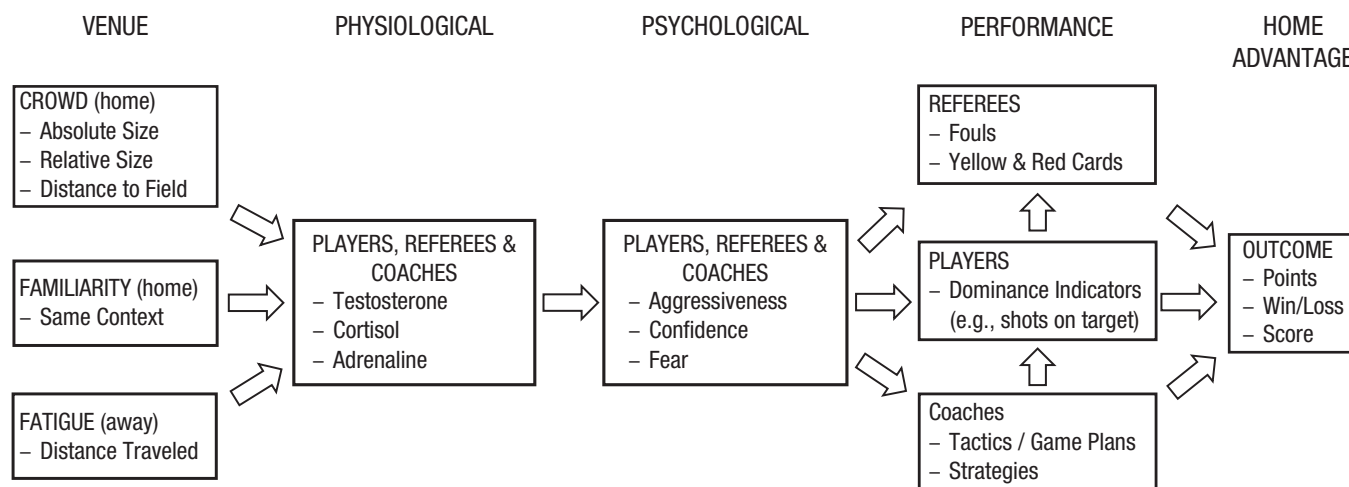 VENUE
PHYSIOLOGICAL
PSYCHOLOGICAL
PERFORMANCE
HOME
ADVANTAGE
CROWD (home)
– Absolute Size
– Relative Size
– Distance to Field
FAMILIARITY (home)
– Same Context
FATIGUE (away)
– Distance Traveled
PLAYERS, REFEREES &
COACHES
– Testosterone
– Cortisol
– Adrenaline
PLAYERS, REFEREES &
COACHES
– Aggressiveness
– Confidence
– Fear
REFEREES
– Fouls
– Yellow & Red Cards
PLAYERS
– Dominance Indicators
(e.g., shots on target)
Coaches
– Tactics / Game Plans
– Strategies
OUTCOME
– Points
– Win/Loss
– Score